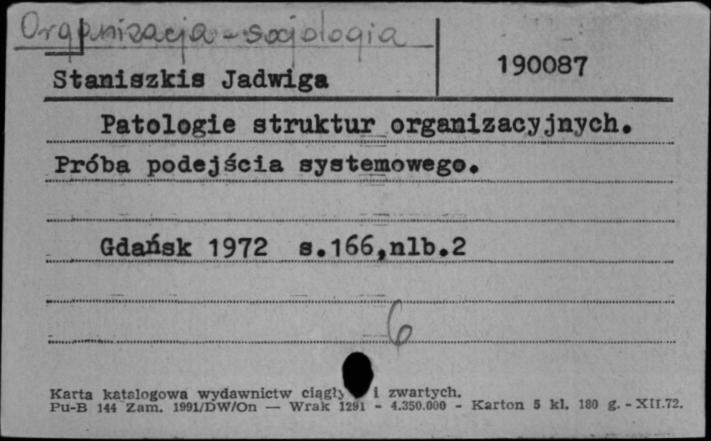 Organizacja - socjologia
190087
Staniszkis Jadwiga
Patologie struktur organizacyjnych.
Próba podejścia systemowego.
Gdańsk 1972 s.166,nlb.2
6
Karta katalogowa wydawnictw i zwartych.
Pu-B 144 Zam. 1991/DW/On — Wrak 1291 - 4.350.000 - Karton 5 kl. 180 g. - XII.72.